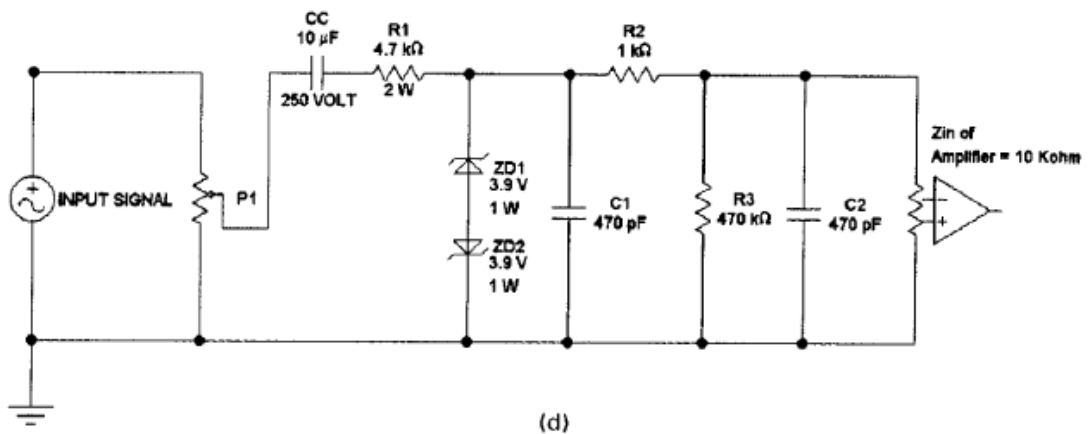 CC
10 µF
250 VOLT
R1
4.7 kΩ
2 W
R2
1 kΩ
INPUT SIGNAL
P1
ZD1
3.9 V
1 W
ZD2
3.9 V
1 W
C1
470 pF
R3
470 kΩ
C2
470 pF
Zin of
Amplifier = 10 Kohm
(d)